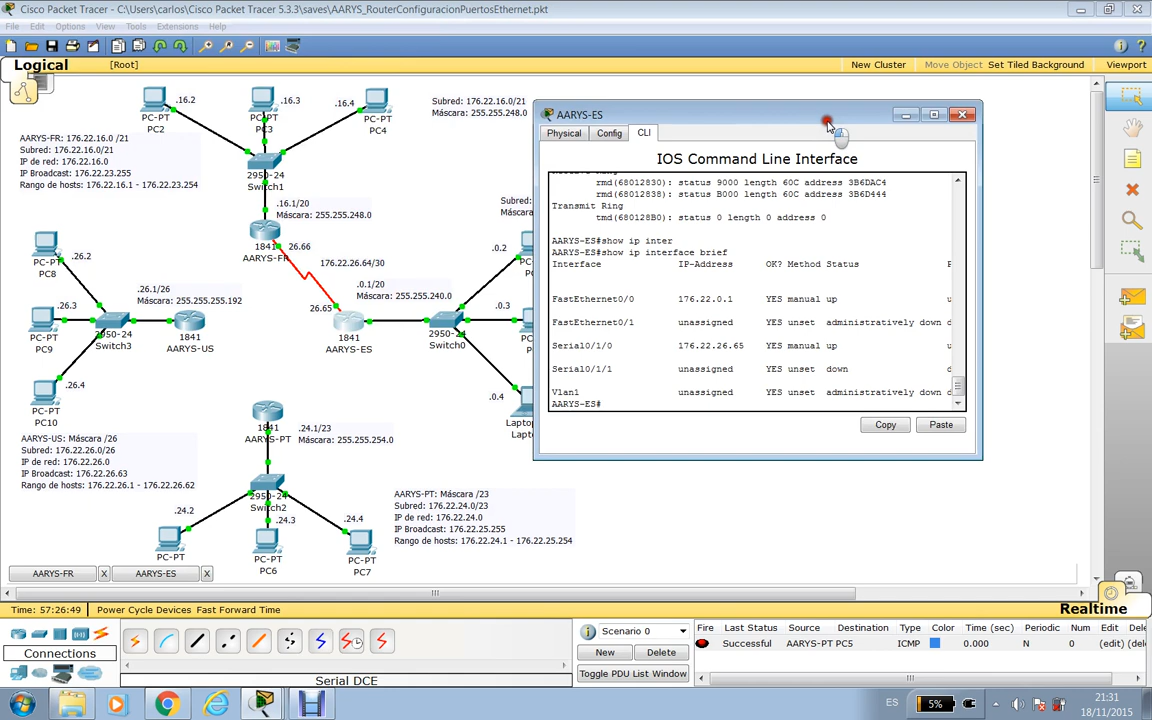 Cisco Packet Tracer - C:\Users\carlos\Cisco Packet Tracer 5.3.3\saves\AARYS_RouterConfiguracionPuertosEthernet.pkt
File Edit Options View Tools Extensions Help
Logical [Root] New Cluster Move Object Set Tiled Background Viewport
AARYS-FR: 176.22.16.0 /21
Subred: 176.22.16.0/21
IP de red: 176.22.16.0
IP Broadcast: 176.22.23.255
Rango de hosts: 176.22.16.1 - 176.22.23.254
.16.2
PC-PT
PC2
.16.3
PC-PT
PC3
.16.4
PC-PT
PC4
Subred: 176.22.16.0/21
Máscara: 255.255.248.0
2950-24
Switch1
.16.1/20
Máscara: 255.255.248.0
1841
AARYS-FR
26.66
176.22.26.64/30
26.65
.0.1/20
Máscara: 255.255.240.0
1841
AARYS-ES
2950-24
Switch0
.0.2
.0.3
.0.4
Lapt
.26.2
PC-PT
PC8
.26.3
PC-PT
PC9
.26.4
PC-PT
PC10
2950-24
Switch3
.26.1/26
Máscara: 255.255.255.192
1841
AARYS-US
AARYS-US: Máscara /26
Subred: 176.22.26.0/26
IP de red: 176.22.26.0
IP Broadcast: 176.22.26.63
Rango de hosts: 176.22.26.1 - 176.22.26.62
1841
AARYS-PT
.24.1/23
Máscara: 255.255.254.0
2950-24
Switch2
.24.2
PC-PT
.24.3
PC-PT
PC6
.24.4
PC-PT
PC7
AARYS-PT: Máscara /23
Subred: 176.22.24.0/23
IP de red: 176.22.24.0
IP Broadcast: 176.22.25.255
Rango de hosts: 176.22.24.1 - 176.22.25.254
AARYS-ES
Physical Config CLI
IOS Command Line Interface
rmd(68012830): status 9000 length 60C address 3B6DAC4
rmd(68012838): status B000 length 60C address 3B6D444
Transmit Ring
tmd(680128B0): status 0 length 0 address 0
AARYS-ES#show ip inter
AARYS-ES#show ip interface brief
Interface IP-Address OK? Method Status P
FastEthernet0/0 176.22.0.1 YES manual up u
FastEthernet0/1 unassigned YES unset administratively down d
Serial0/1/0 176.22.26.65 YES manual up u
Serial0/1/1 unassigned YES unset down d
Vlan1 unassigned YES unset administratively down d
AARYS-ES#
Copy Paste
AARYS-FR X AARYS-ES X
Time: 57:26:49 Power Cycle Devices Fast Forward Time Realtime
Connections
Serial DCE
Scenario 0
New Delete
Toggle PDU List Window
Fire Last Status Source Destination Type Color Time (sec) Periodic Num Edit Dele
Successful AARYS-PT PC5 ICMP 0.000 N 0 (edit) (dele
ES 5% 21:31
18/11/2015